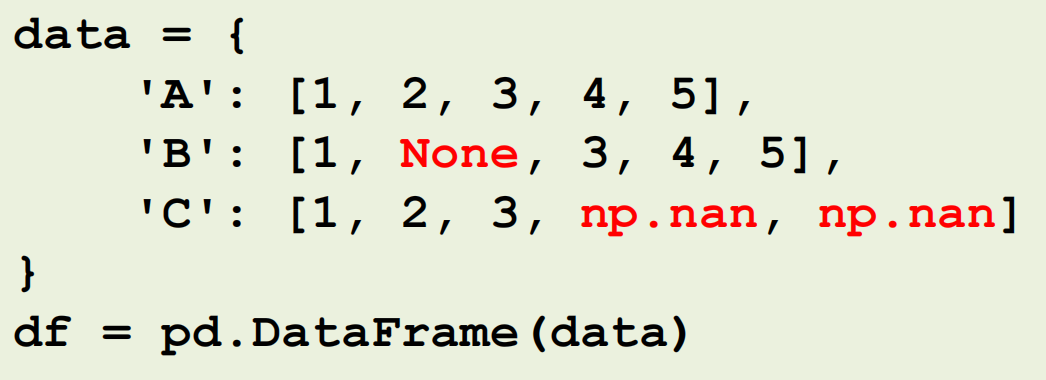 data = {
    'A': [1, 2, 3, 4, 5],
    'B': [1, None, 3, 4, 5],
    'C': [1, 2, 3, np.nan, np.nan]
}
df = pd.DataFrame(data)